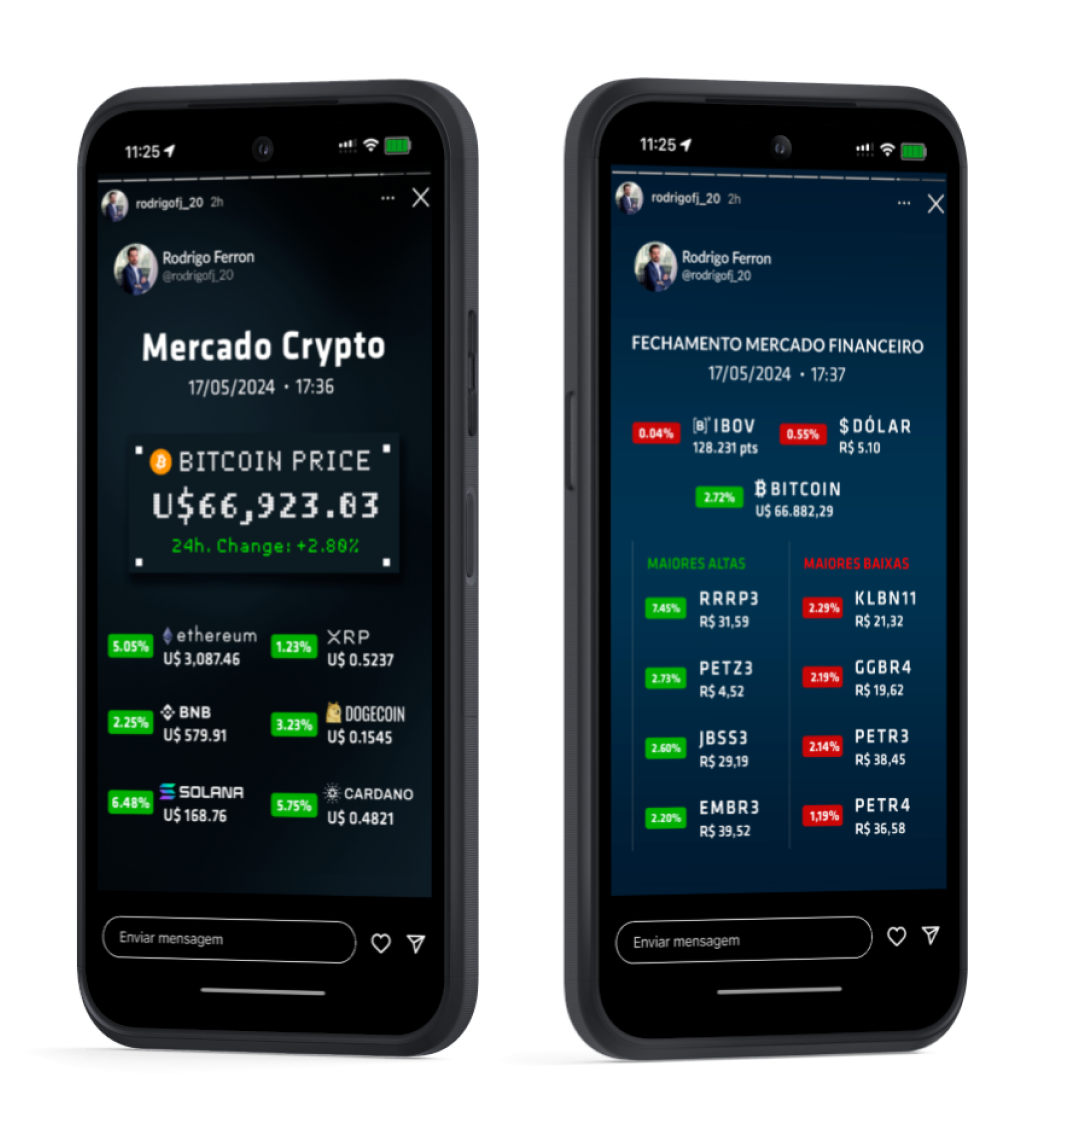 11:25
rodrigofj_20 2h
Rodrigo Ferron
@rodrigofj_20
Mercado Crypto
17/05/2024 • 17:36
BITCOIN PRICE
U$66,923.03
24h. Change: +2.80%
5.05% ethereum
U$ 3,087.46
1.23% XRP
U$ 0.5237
2.25% BNB
U$ 579.91
3.23% DOGECOIN
U$ 0.1545
6.48% SOLANA
U$ 168.76
5.75% CARDANO
U$ 0.4821
Enviar mensagem
11:25
rodrigofj_20 2h
Rodrigo Ferron
@rodrigofj_20
FECHAMENTO MERCADO FINANCEIRO
17/05/2024 • 17:37
0.04% [B]³ IBOV
128.231 pts
0.55% $ DÓLAR
R$ 5.10
2.72% ₿ BITCOIN
U$ 66.882,29
MAIORES ALTAS
7.45% RRRP3
R$ 31,59
2.73% PETZ3
R$ 4,52
2.60% JBSS3
R$ 29,19
2.20% EMBR3
R$ 39,52
MAIORES BAIXAS
2.29% KLBN11
R$ 21,32
2.19% GGBR4
R$ 19,62
2.14% PETR3
R$ 38,45
1,19% PETR4
R$ 36,58
Enviar mensagem